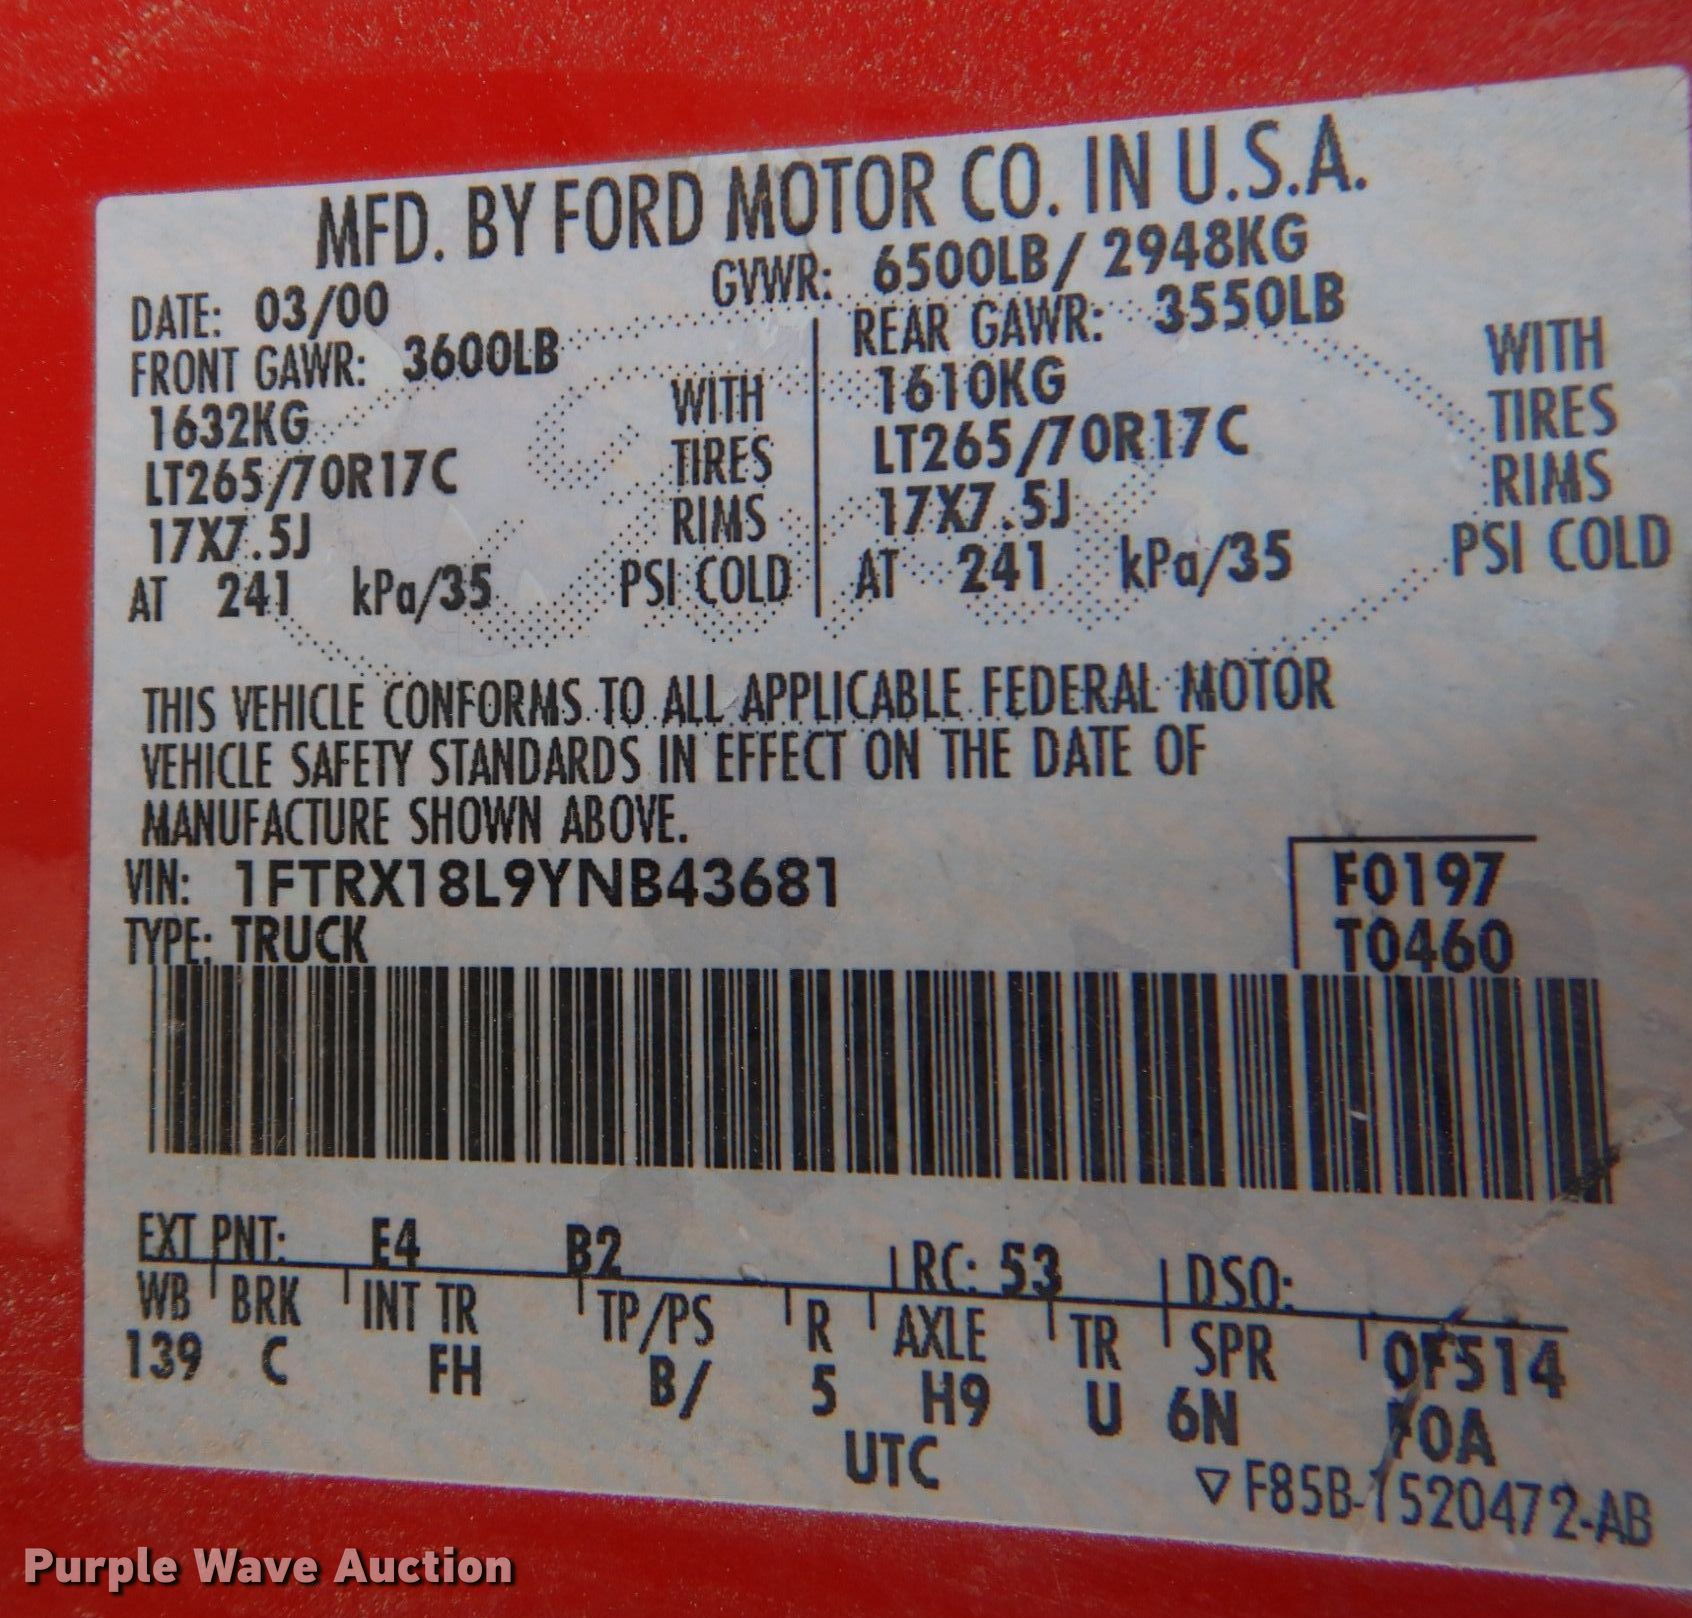 MFD. BY FORD MOTOR CO. IN U.S.A.
DATE: 03/00 GVWR: 6500LB/ 2948KG
FRONT GAWR: 3600LB REAR GAWR: 3550LB
1632KG WITH 1610KG WITH
LT265/70R17C TIRES LT265/70R17C TIRES
17X7.5J RIMS 17X7.5J RIMS
AT 241 kPa/35 PSI COLD AT 241 kPa/35 PSI COLD
THIS VEHICLE CONFORMS TO ALL APPLICABLE FEDERAL MOTOR
VEHICLE SAFETY STANDARDS IN EFFECT ON THE DATE OF
MANUFACTURE SHOWN ABOVE.
VIN: 1FTRX18L9YNB43681 F0197
TYPE: TRUCK T0460
EXT PNT: E4 B2 RC: 53 DSO:
WB BRK INT TR TP/PS R AXLE TR SPR 0F514
139 C FH B/ 5 H9 U 6N 10A
UTC
▽ F85B-1520472-AB
Purple Wave Auction